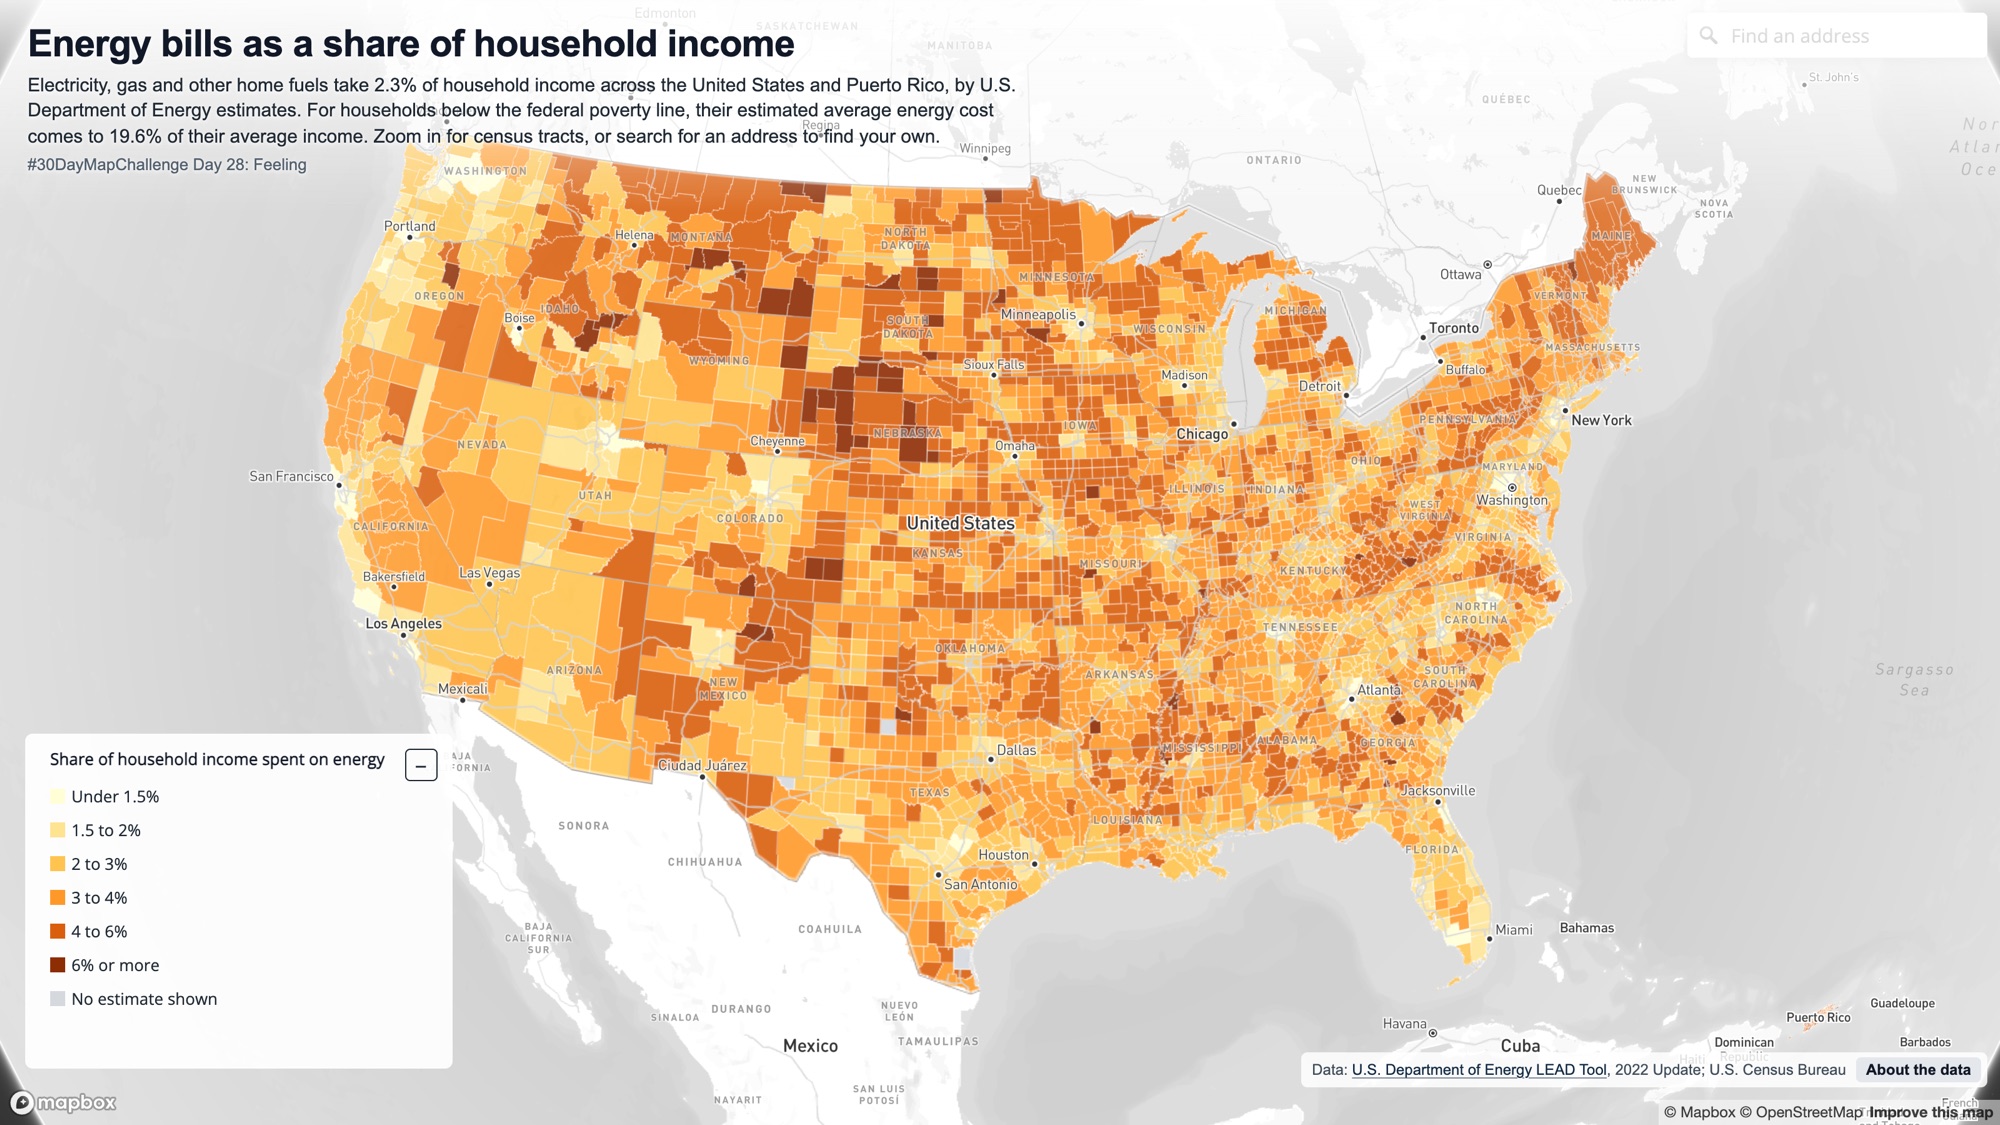 Energy bills as a share of household income
Electricity, gas and other home fuels take 2.3% of household income across the United States and Puerto Rico, by U.S.
Department of Energy estimates. For households below the federal poverty line, their estimated average energy cost
comes to 19.6% of their average income. Zoom in for census tracts, or search for an address to find your own.
#30DayMapChallenge Day 28: Feeling
Find an address
Edmonton
SASKATCHEWAN
MANITOBA
Regina
Winnipeg
ONTARIO
QUÉBEC
St. John's
Quebec
NEW
BRUNSWICK
NOVA
SCOTIA
WASHINGTON
Portland
Helena
MONTANA
NORTH
DAKOTA
MINNESOTA
MAINE
Ottawa
OREGON
IDAHO
Boise
SOUTH
DAKOTA
Minneapolis
WISCONSIN
MICHIGAN
VERMONT
Toronto
WYOMING
Sioux Falls
Madison
Detroit
Buffalo
MASSACHUSETTS
NEVADA
Cheyenne
NEBRASKA
Omaha
IOWA
Chicago
PENNSYLVANIA
New York
San Francisco
UTAH
COLORADO
United States
ILLINOIS
INDIANA
OHIO
MARYLAND
Washington
WEST
VIRGINIA
CALIFORNIA
KANSAS
MISSOURI
KENTUCKY
VIRGINIA
Bakersfield
Las Vegas
Los Angeles
ARIZONA
NEW
MEXICO
OKLAHOMA
ARKANSAS
TENNESSEE
NORTH
CAROLINA
SOUTH
CAROLINA
Atlanta
Sargasso
Sea
Mexicali
Ciudad Juárez
Dallas
TEXAS
LOUISIANA
MISSISSIPPI
ALABAMA
GEORGIA
Jacksonville
SONORA
CHIHUAHUA
Houston
San Antonio
FLORIDA
COAHUILA
BAJA
CALIFORNIA
SUR
Miami
Bahamas
SINALOA
DURANGO
NUEVO
LEÓN
Mexico
TAMAULIPAS
Havana
Cuba
Puerto Rico
Guadeloupe
Dominican
Republic
Haiti
Barbados
NAYARIT
SAN LUIS
POTOSÍ
Share of household income spent on energy
Under 1.5%
1.5 to 2%
2 to 3%
3 to 4%
4 to 6%
6% or more
No estimate shown
mapbox
Data: U.S. Department of Energy LEAD Tool, 2022 Update; U.S. Census Bureau
About the data
© Mapbox © OpenStreetMap Improve this map